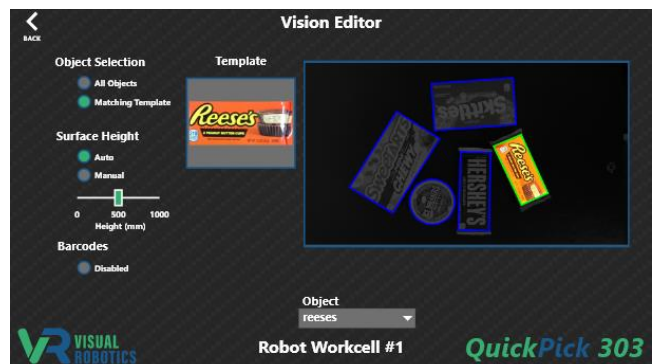 Vision Editor
BACK
Object Selection
All Objects
Matching Template
Template
Reese's
Surface Height
Auto
Manual
0 500 1000
Height (mm)
Barcodes
Disabled
Skittles
Reese's
HERSHEY'S
Object
reeses
VR VISUAL ROBOTICS
Robot Workcell #1
QuickPick 303